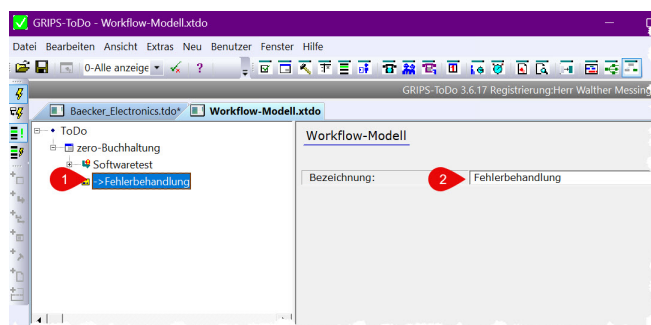 GRIPS-ToDo - Workflow-Modell.xtdo
Datei Bearbeiten Ansicht Extras Neu Benutzer Fenster Hilfe
0-Alle anzeige
GRIPS-ToDo 3.6.17 Registrierung:Herr Walther Messing
Baecker_Electronics.tdo* Workflow-Modell.xtdo
ToDo
zero-Buchhaltung
Softwaretest
1 ->Fehlerbehandlung
Workflow-Modell
Bezeichnung: 2 Fehlerbehandlung